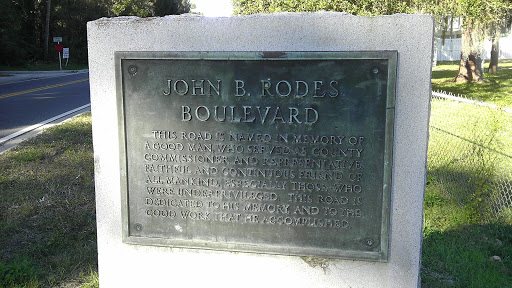 JOHN B. RODES
BOULEVARD
THIS ROAD IS NAMED IN MEMORY OF
A GOOD MAN, WHO SERVED AS COUNTY
COMMISSIONER AND REPRESENTATIVE.
FAITHFUL AND CONTINUOUS FRIEND OF
ALL MANKIND, ESPECIALLY THOSE WHO
WERE UNDERPRIVILEGED. THIS ROAD IS
DEDICATED TO HIS MEMORY AND TO THE
GOOD WORK THAT HE ACCOMPLISHED.